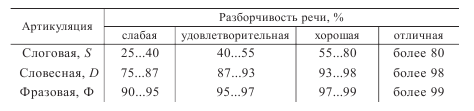 Артикуляция Разборчивость речи, %
слабая удовлетворительная хорошая отличная
Слоговая, S 25...40 40...55 55...80 более 80
Словесная, D 75...87 87...93 93...98 более 98
Фразовая, Ф 90...95 95...97 97...99 более 99